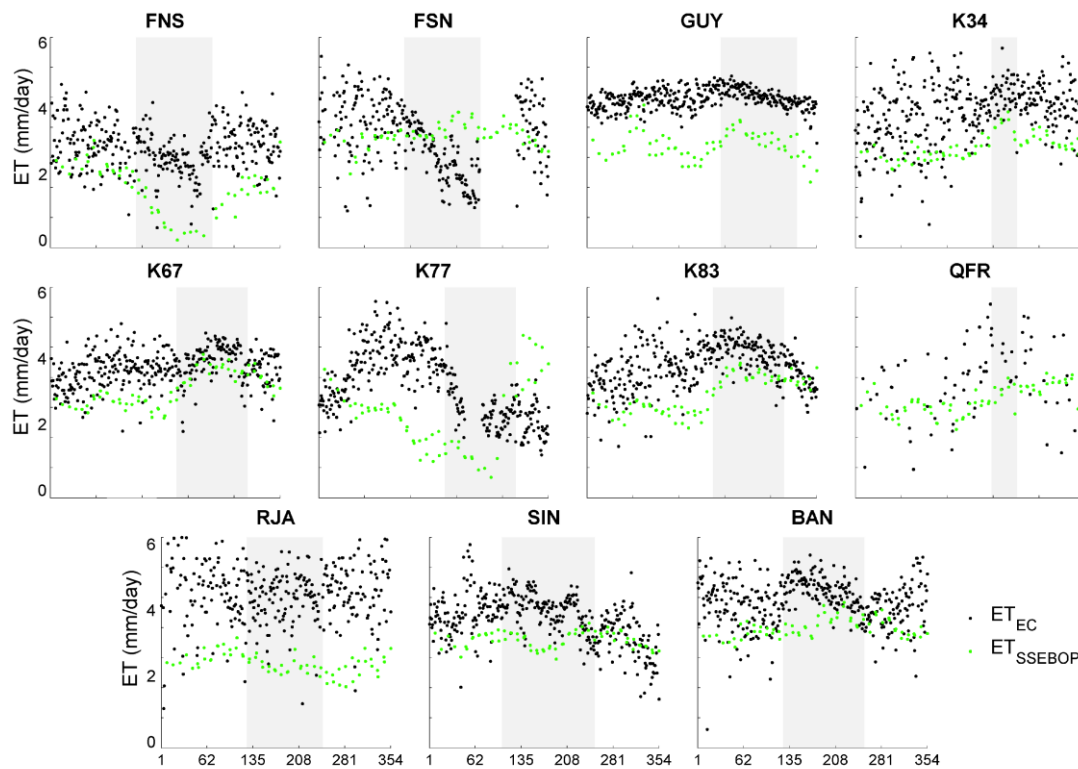 FNS FSN GUY K34
6
4
ET (mm/day)
2
0
K67 K77 K83 QFR
6
4
ET (mm/day)
2
0
RJA SIN BAN
6
4
ET (mm/day)
2
0
ET_EC
ET_SSEBOP
1 62 135 208 281 354 1 62 135 208 281 354 1 62 135 208 281 354